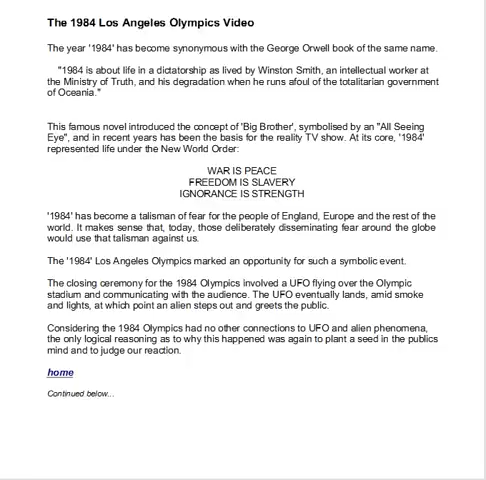 The 1984 Los Angeles Olympics Video
The year '1984' has become synonymous with the George Orwell book of the same name.
"1984 is about life in a dictatorship as lived by Winston Smith, an intellectual worker at
the Ministry of Truth, and his degradation when he runs afoul of the totalitarian government
of Oceania."
This famous novel introduced the concept of 'Big Brother', symbolised by an "All Seeing
Eye", and in recent years has been the basis for the reality TV show. At its core, '1984'
represented life under the New World Order:
WAR IS PEACE
FREEDOM IS SLAVERY
IGNORANCE IS STRENGTH
'1984' has become a talisman of fear for the people of England, Europe and the rest of the
world. It makes sense that, today, those deliberately disseminating fear around the globe
would use that talisman against us.
The '1984' Los Angeles Olympics marked an opportunity for such a symbolic event.
The closing ceremony for the 1984 Olympics involved a UFO flying over the Olympic
stadium and communicating with the audience. The UFO eventually lands, amid smoke
and lights, at which point an alien steps out and greets the public.
Considering the 1984 Olympics had no other connections to UFO and alien phenomena,
the only logical reasoning as to why this happened was again to plant a seed in the publics
mind and to judge our reaction.
home
Continued below...